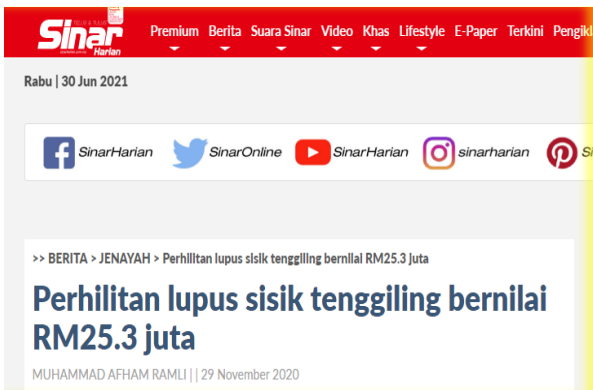 Sinar
Harian
Premium Berita Suara Sinar Video Khas Lifestyle E-Paper Terkini Pengikl
Rabu | 30 Jun 2021
SinarHarian SinarOnline SinarHarian sinarharian
>> BERITA > JENAYAH > Perhilitan lupus sisik tenggiling bernilai RM25.3 juta
Perhilitan lupus sisik tenggiling bernilai
RM25.3 juta
MUHAMMAD AFHAM RAMLI | | 29 November 2020